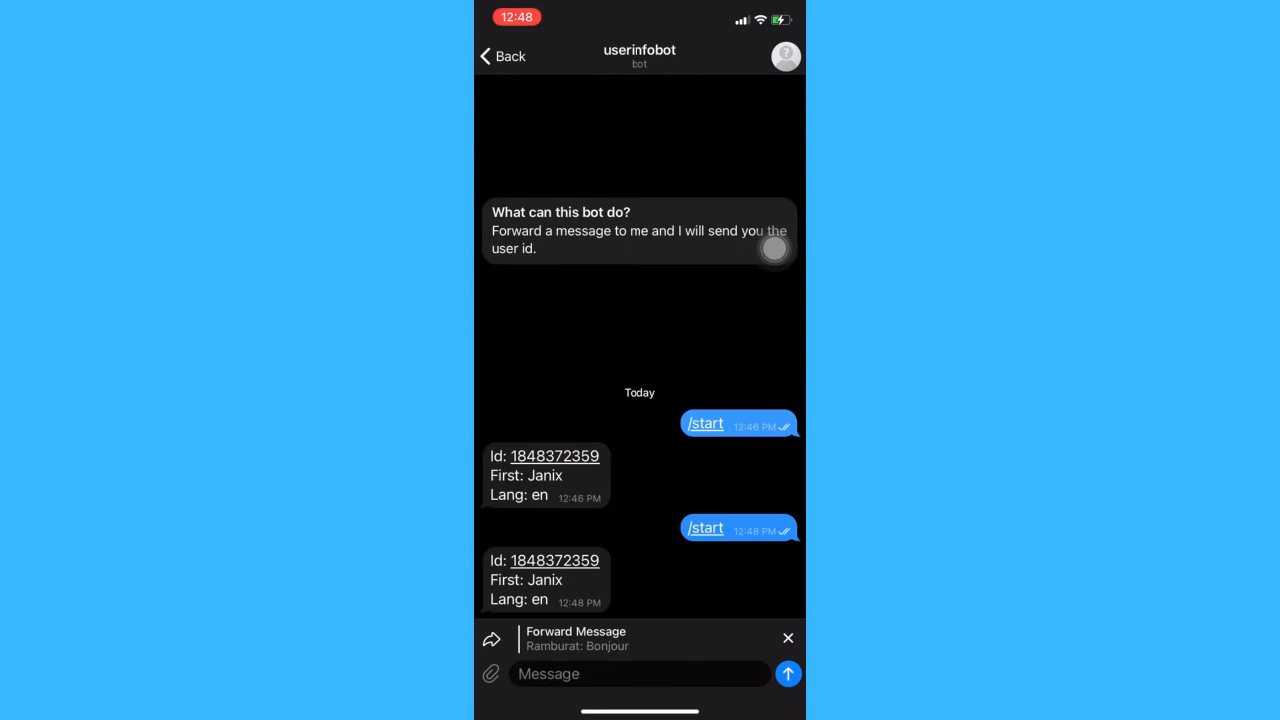 12:48
Back
userinfobot
bot
What can this bot do?
Forward a message to me and I will send you the
user id.
Today
/start 12:46 PM
Id: 1848372359
First: Janix
Lang: en 12:46 PM
/start 12:48 PM
Id: 1848372359
First: Janix
Lang: en 12:48 PM
Forward Message
Ramburat: Bonjour
Message